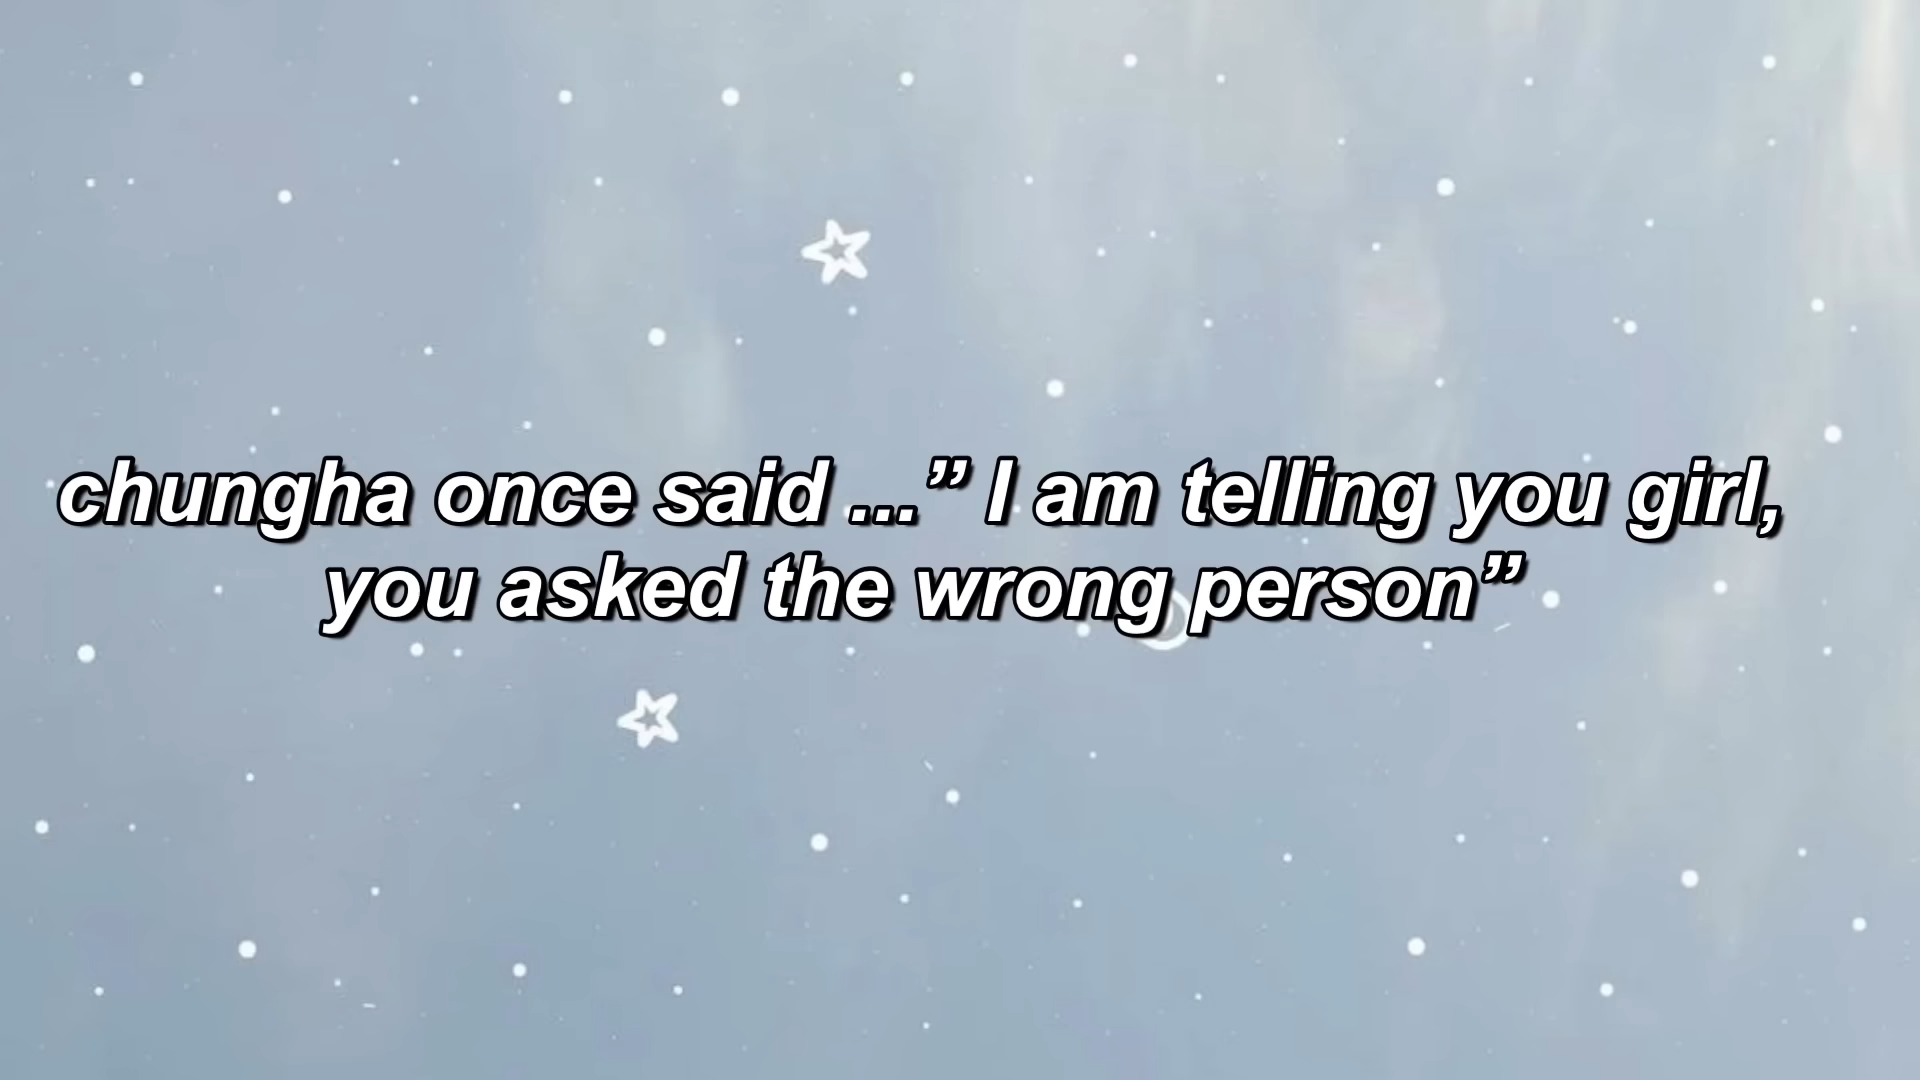 chungha once said ...” I am telling you girl,
you asked the wrong person”